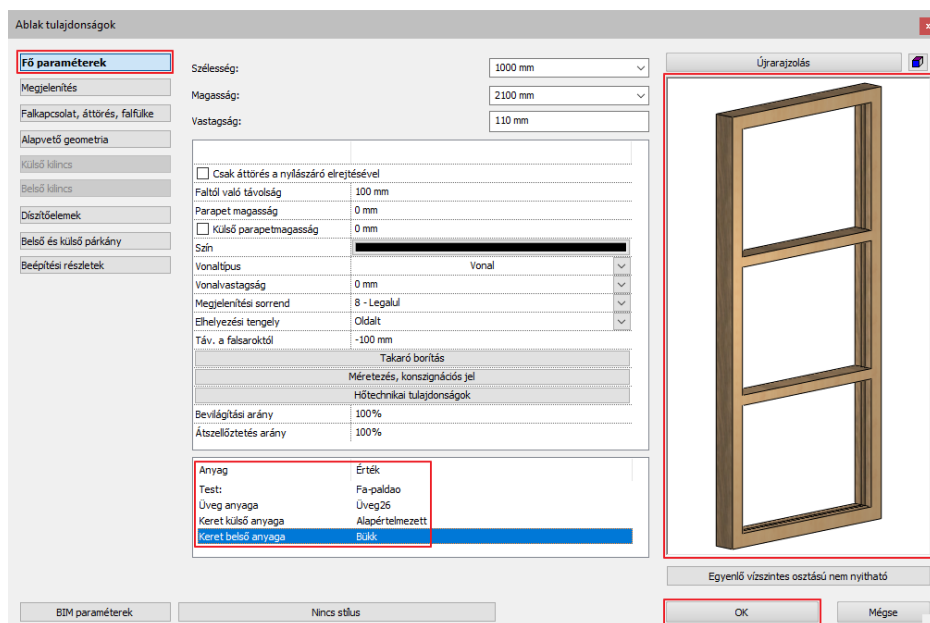 Ablak tulajdonságok
x
Fő paraméterek
Megjelenítés
Falkapcsolat, áttörés, falfülke
Alapvető geometria
Külső kilincs
Belső kilincs
Díszítőelemek
Belső és külső párkány
Beépítési részletek
Szélesség: 1000 mm
Magasság: 2100 mm
Vastagság: 110 mm
Csak áttörés a nyílászáró elrejtésével
Faltól való távolság 100 mm
Parapet magasság 0 mm
Külső parapetmagasság 0 mm
Szín
Vonaltípus Vonal
Vonalvastagság 0 mm
Megjelenítési sorrend 8 - Legalul
Elhelyezési tengely Oldalt
Táv. a falsaroktól -100 mm
Takaró borítás
Méretezés, konszignációs jel
Hőtechnikai tulajdonságok
Bevilágítási arány 100%
Átszellőztetés arány 100%
Anyag Érték
Test: Fa-paldao
Üveg anyaga Üveg26
Keret külső anyaga Alapértelmezett
Keret belső anyaga Bükk
Újrarajzolás
Egyenlő vízszintes osztású nem nyitható
BIM paraméterek
Nincs stílus
OK
Mégse